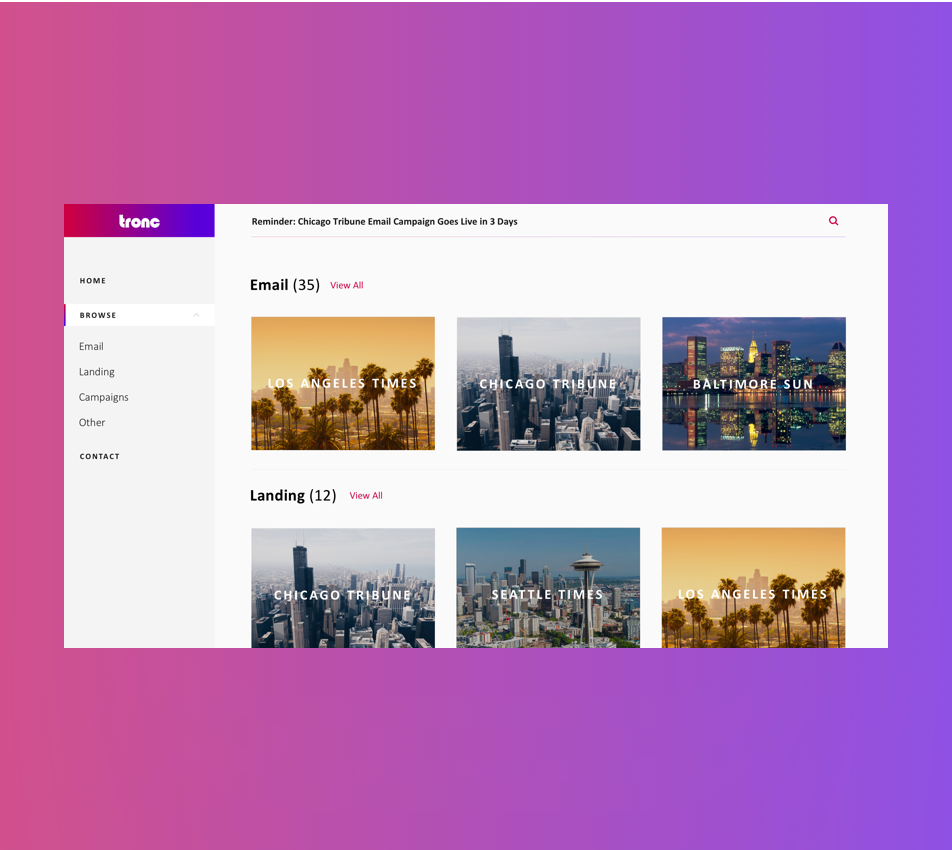 tronc
Reminder: Chicago Tribune Email Campaign Goes Live in 3 Days
HOME
BROWSE
Email
Landing
Campaigns
Other
CONTACT
Email (35) View All
LOS ANGELES TIMES
CHICAGO TRIBUNE
BALTIMORE SUN
Landing (12) View All
CHICAGO TRIBUNE
SEATTLE TIMES
LOS ANGELES TIMES